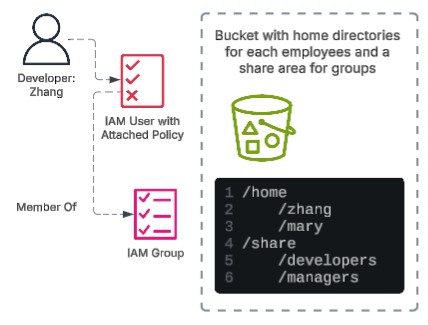 Developer:
Zhang
IAM User with
Attached Policy
Member Of
IAM Group
Bucket with home directories
for each employees and a
share area for groups
1 /home
2 /zhang
3 /mary
4 /share
5 /developers
6 /managers